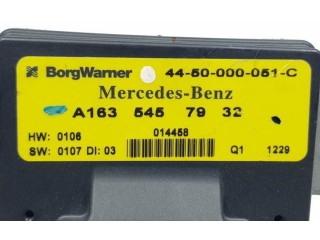 BorgWarner 44-50-000-051-C
Mercedes-Benz
A163 545 79 32
HW: 0106 014458
SW: 0107 DI: 03 Q1 1229